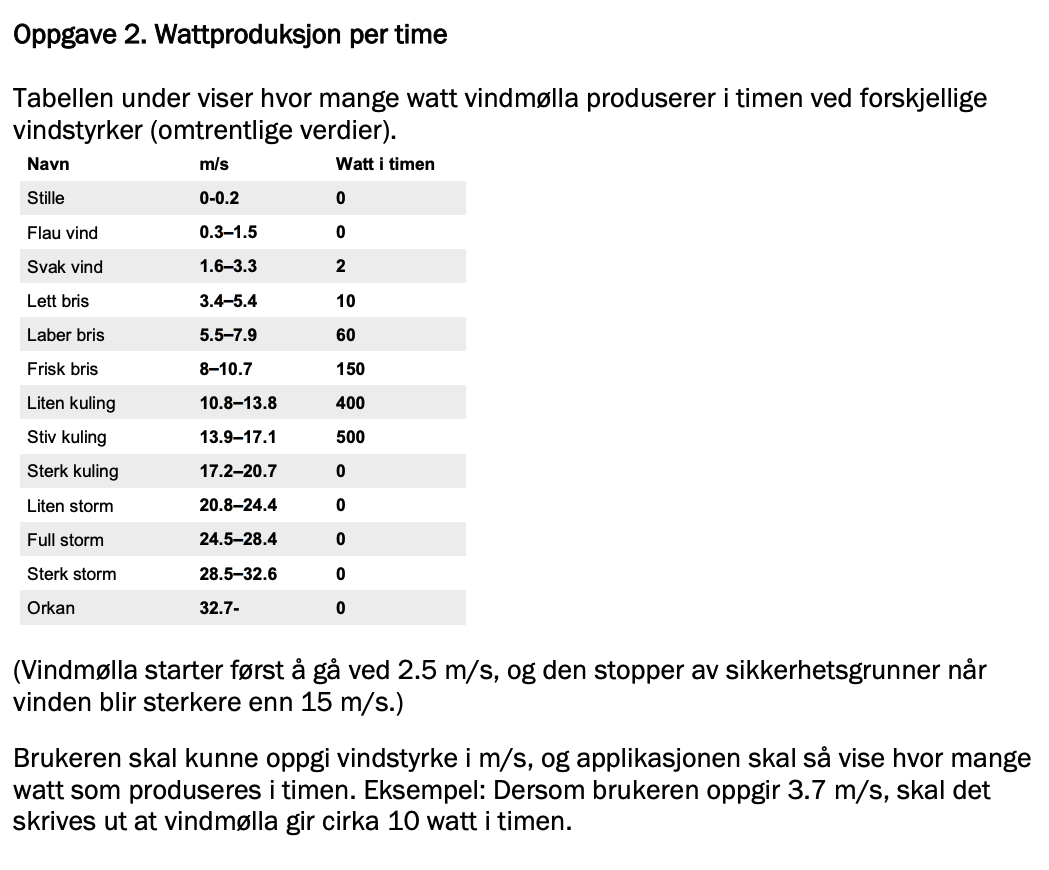 Oppgave 2. Wattproduksjon per time
Tabellen under viser hvor mange watt vindmølla produserer i timen ved forskjellige
vindstyrker (omtrentlige verdier).
Navn m/s Watt i timen
Stille 0-0.2 0
Flau vind 0.3–1.5 0
Svak vind 1.6–3.3 2
Lett bris 3.4–5.4 10
Laber bris 5.5–7.9 60
Frisk bris 8–10.7 150
Liten kuling 10.8–13.8 400
Stiv kuling 13.9–17.1 500
Sterk kuling 17.2–20.7 0
Liten storm 20.8–24.4 0
Full storm 24.5–28.4 0
Sterk storm 28.5–32.6 0
Orkan 32.7- 0
(Vindmølla starter først å gå ved 2.5 m/s, og den stopper av sikkerhetsgrunner når
vinden blir sterkere enn 15 m/s.)
Brukeren skal kunne oppgi vindstyrke i m/s, og applikasjonen skal så vise hvor mange
watt som produseres i timen. Eksempel: Dersom brukeren oppgir 3.7 m/s, skal det
skrives ut at vindmølla gir cirka 10 watt i timen.